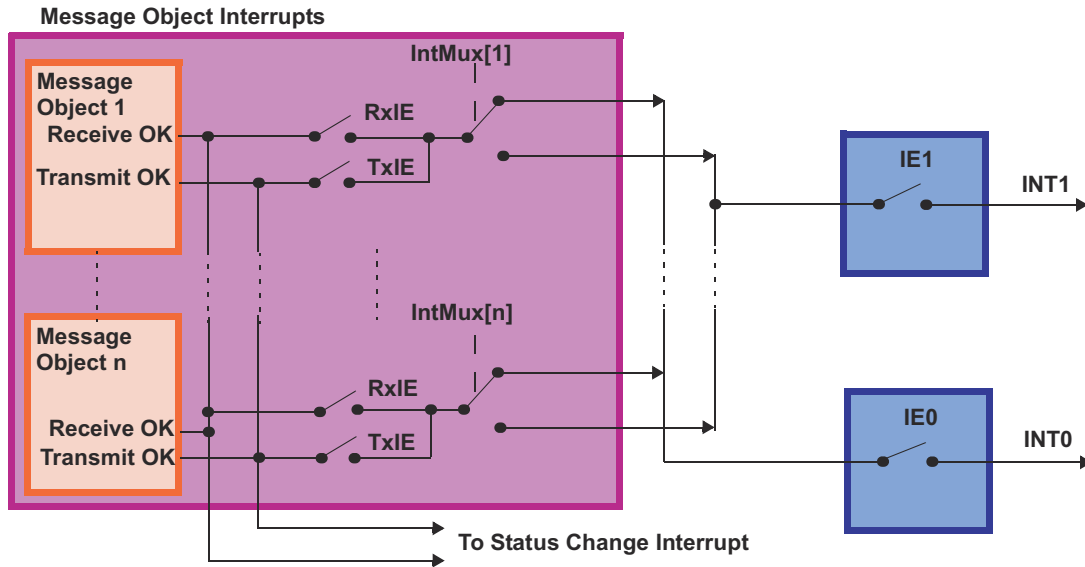 Message Object Interrupts
IntMux[1]
Message
Object 1
RxIE
Receive OK
TxIE
Transmit OK
IE1
INT1
IntMux[n]
Message
Object n
RxIE
Receive OK
TxIE
Transmit OK
IE0
INT0
To Status Change Interrupt